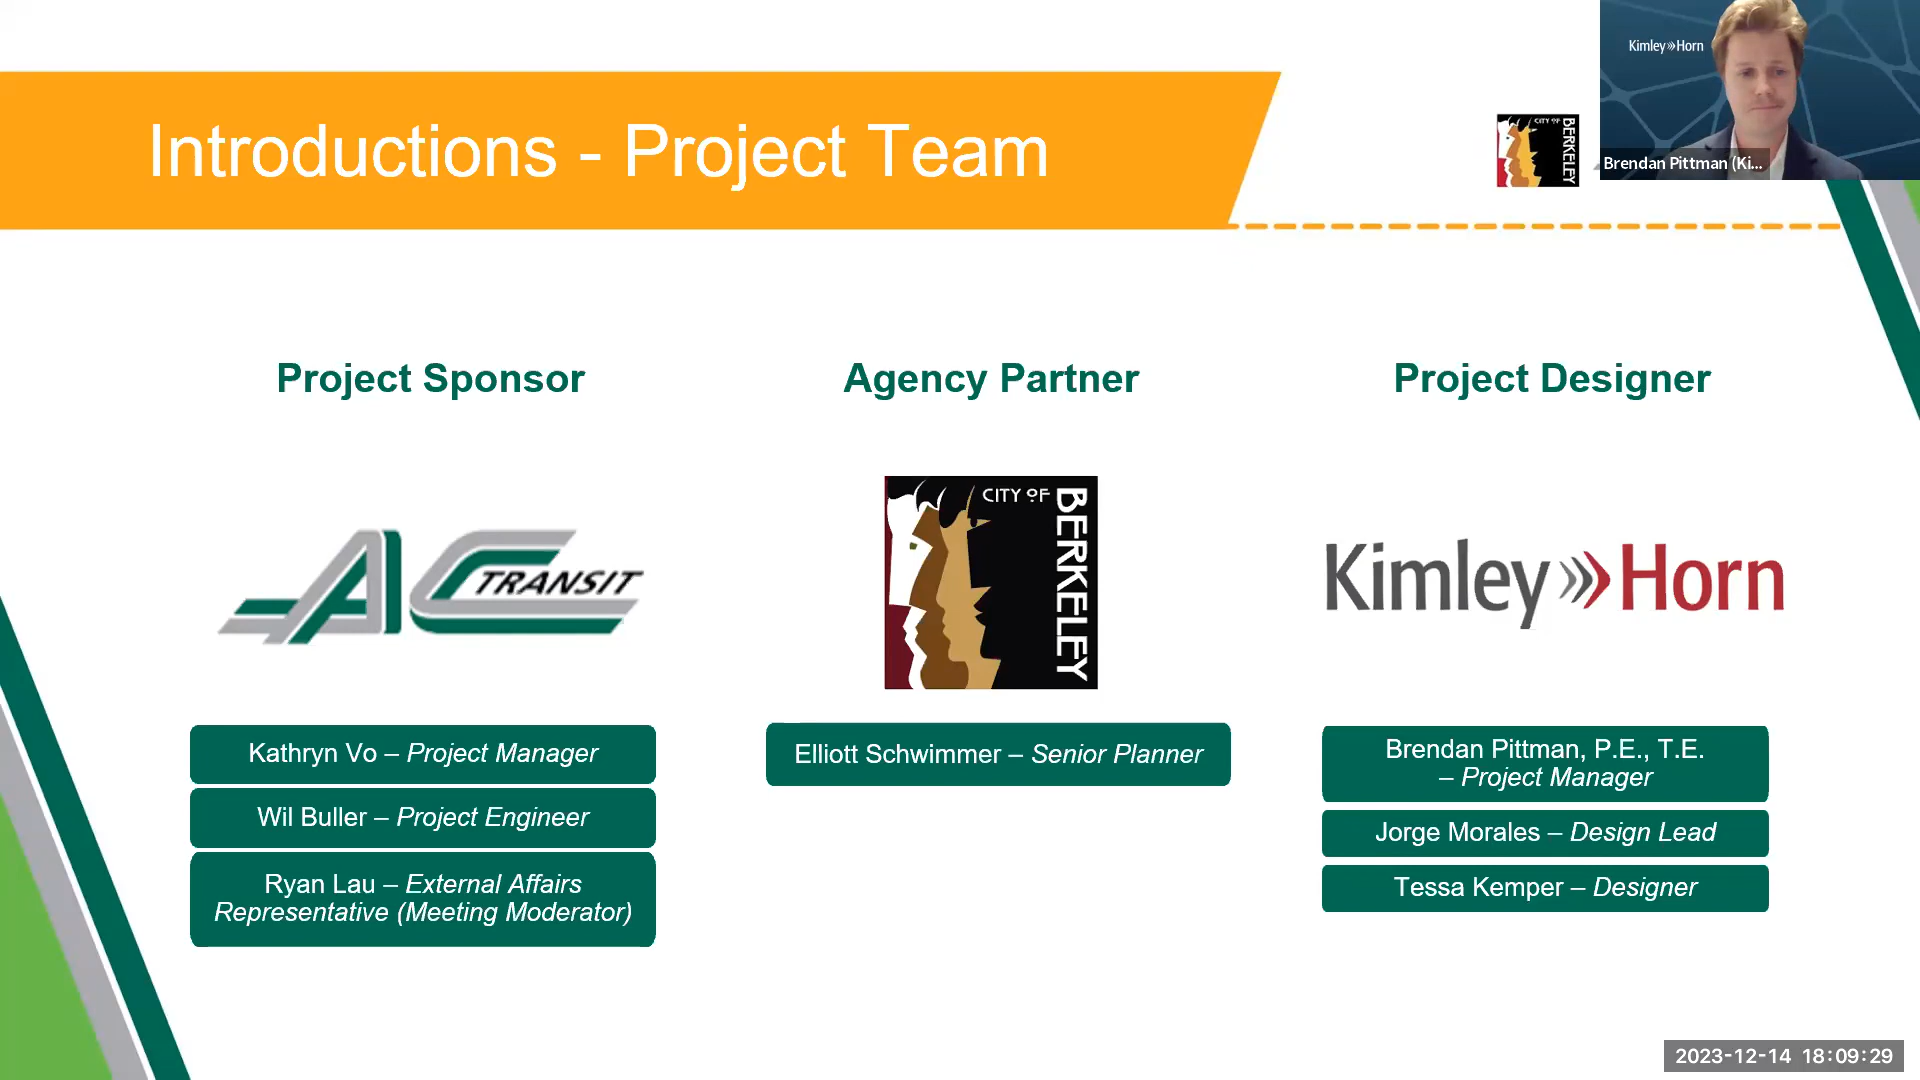 Kimley»Horn
Introductions - Project Team
CITY OF
BERKELEY
Brendan Pittman (Ki...
Project Sponsor
Agency Partner
Project Designer
AC TRANSIT
CITY OF
BERKELEY
Kimley»Horn
Kathryn Vo – Project Manager
Wil Buller – Project Engineer
Ryan Lau – External Affairs
Representative (Meeting Moderator)
Elliott Schwimmer – Senior Planner
Brendan Pittman, P.E., T.E.
– Project Manager
Jorge Morales – Design Lead
Tessa Kemper – Designer
2023-12-14 18:09:29